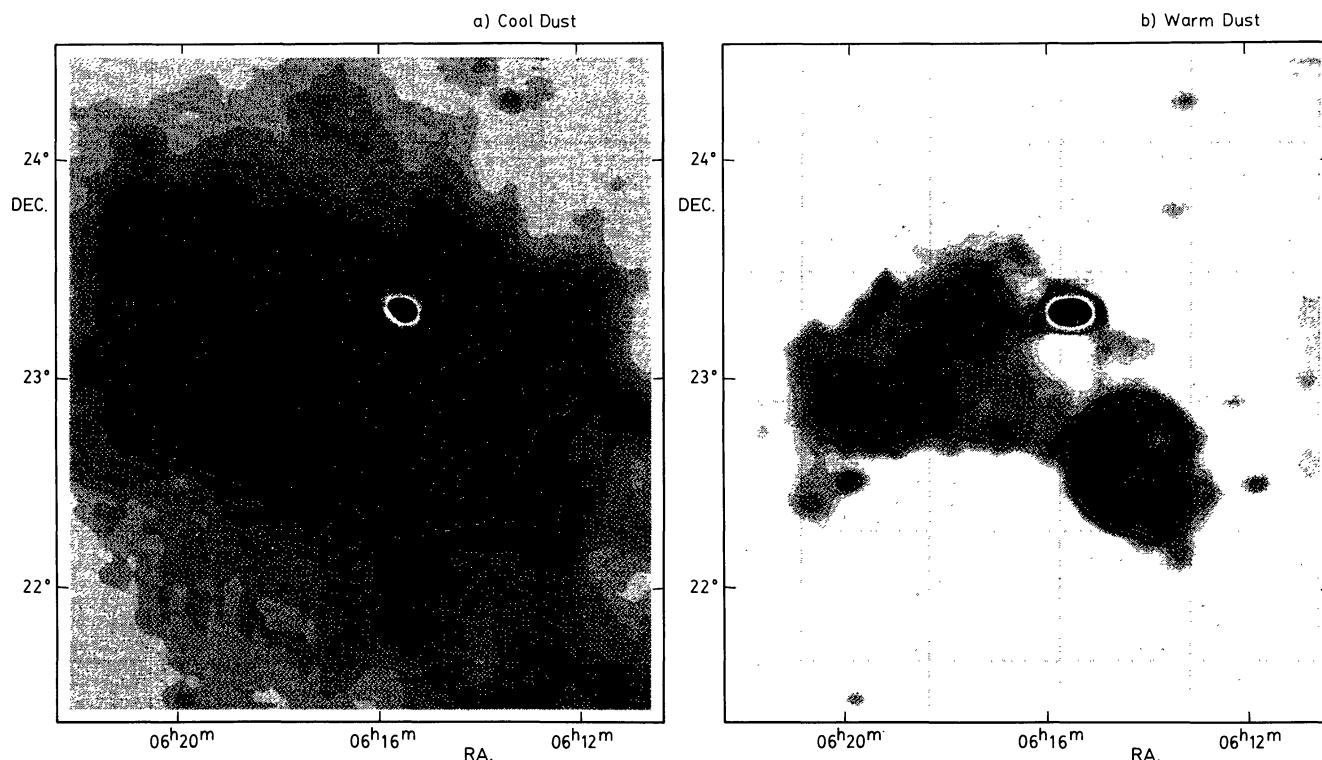 a) Cool Dust
b) Warm Dust
24°
DEC.
23°
22°
06ʰ20ᵐ
06ʰ16ᵐ
06ʰ12ᵐ
RA.
24°
DEC.
23°
22°
06ʰ20ᵐ
06ʰ16ᵐ
06ʰ12ᵐ
RA.